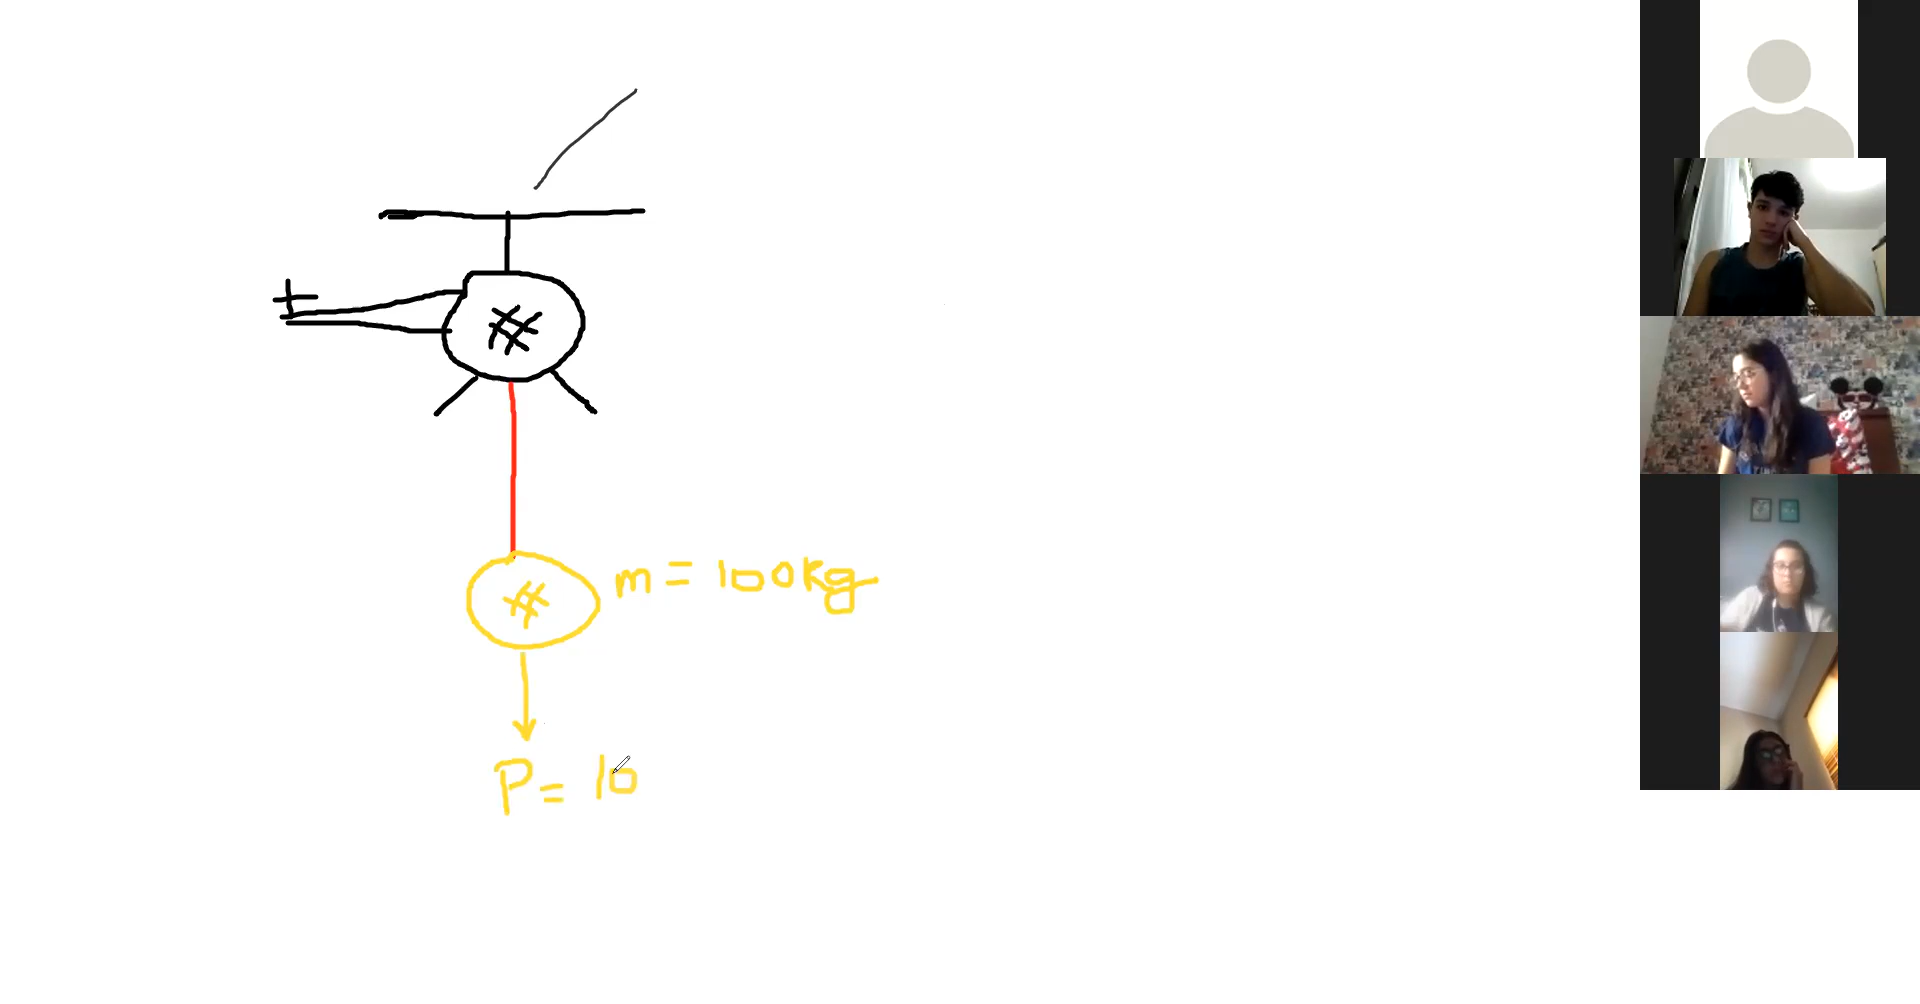 m = 100kg
P = 10